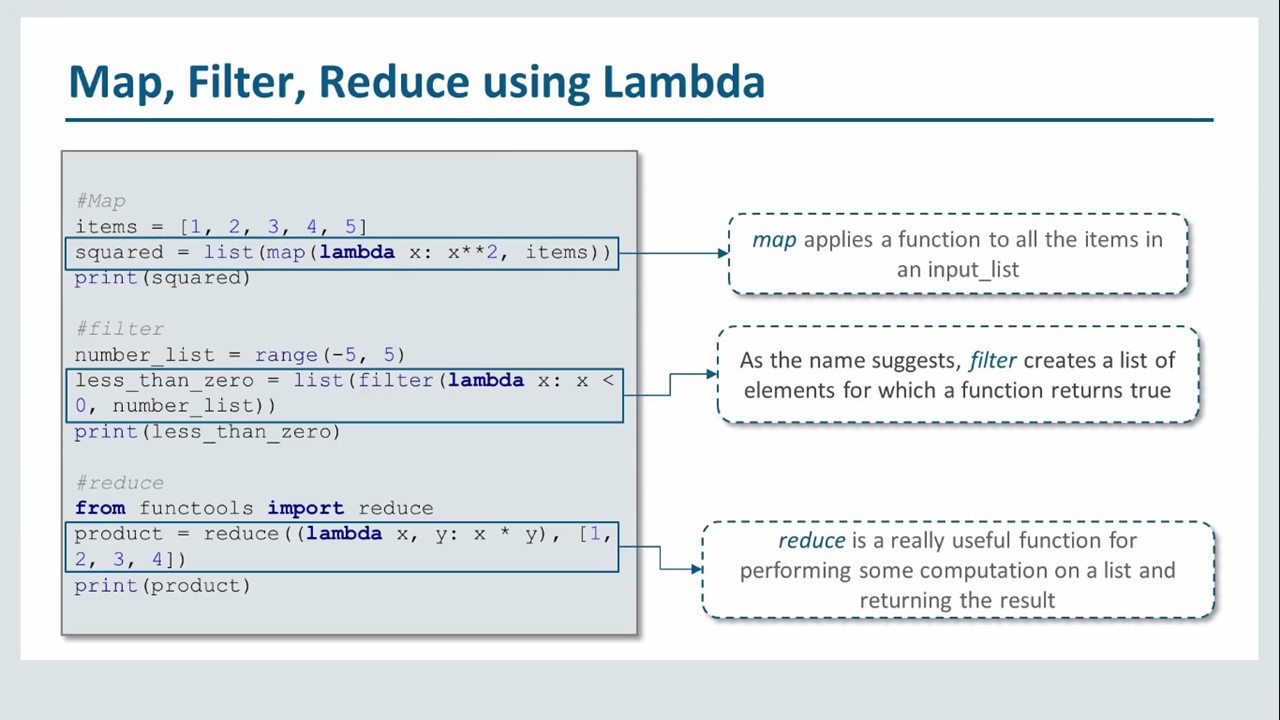 Map, Filter, Reduce using Lambda
#Map
items = [1, 2, 3, 4, 5]
squared = list(map(lambda x: x**2, items))
print(squared)
#filter
number_list = range(-5, 5)
less_than_zero = list(filter(lambda x: x <
0, number_list))
print(less_than_zero)
#reduce
from functools import reduce
product = reduce((lambda x, y: x * y), [1,
2, 3, 4])
print(product)
map applies a function to all the items in
an input_list
As the name suggests, filter creates a list of
elements for which a function returns true
reduce is a really useful function for
performing some computation on a list and
returning the result